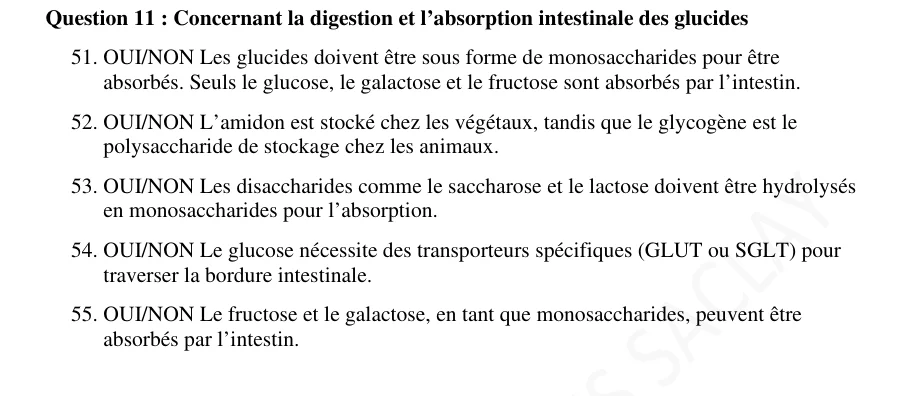 Question 11 : Concernant la digestion et l’absorption intestinale des glucides
51. OUI/NON Les glucides doivent être sous forme de monosaccharides pour être
absorbés. Seuls le glucose, le galactose et le fructose sont absorbés par l’intestin.
52. OUI/NON L’amidon est stocké chez les végétaux, tandis que le glycogène est le
polysaccharide de stockage chez les animaux.
53. OUI/NON Les disaccharides comme le saccharose et le lactose doivent être hydrolysés
en monosaccharides pour l’absorption.
54. OUI/NON Le glucose nécessite des transporteurs spécifiques (GLUT ou SGLT) pour
traverser la bordure intestinale.
55. OUI/NON Le fructose et le galactose, en tant que monosaccharides, peuvent être
absorbés par l’intestin.
S SACLAY